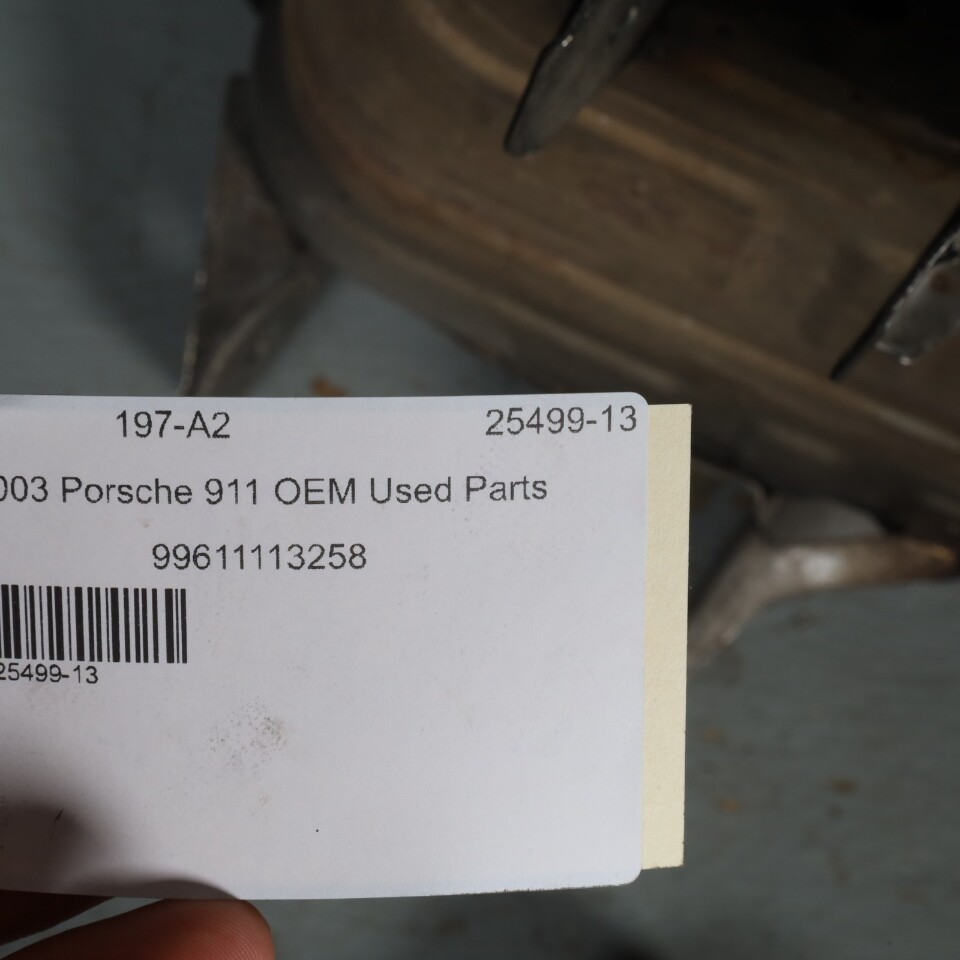 197-A2 25499-13
003 Porsche 911 OEM Used Parts
99611113258
25499-13